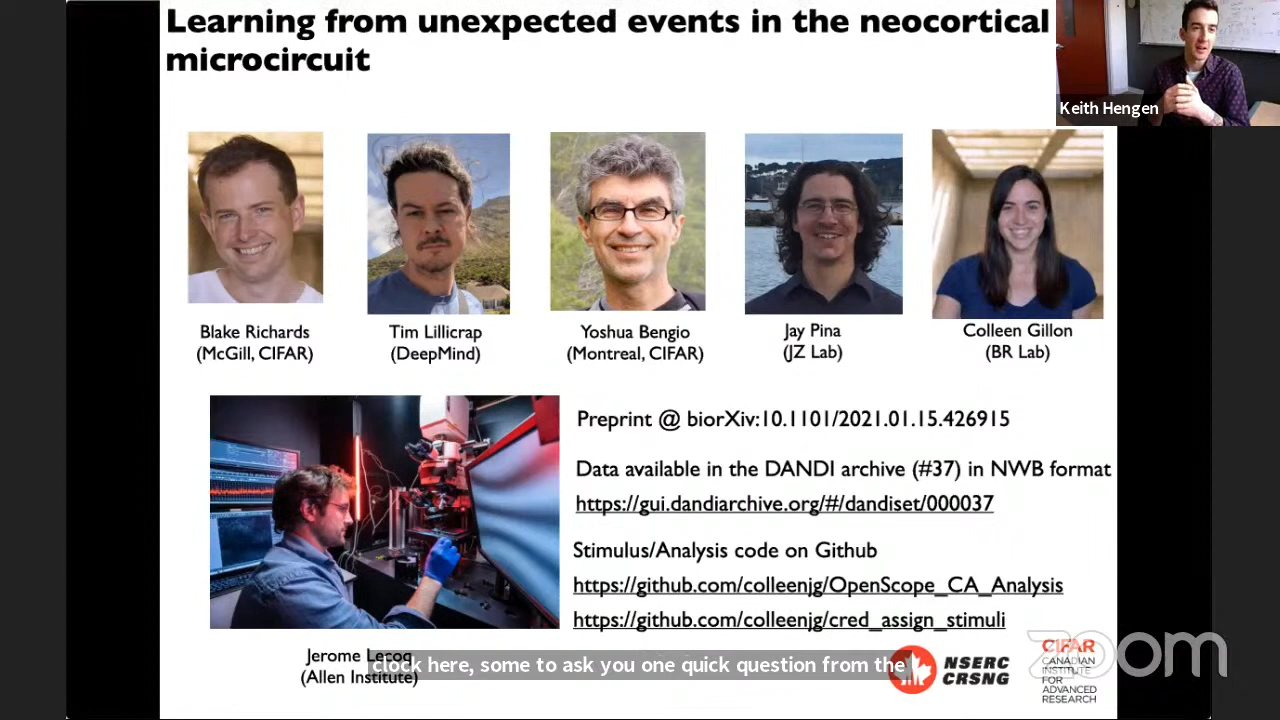 Learning from unexpected events in the neocortical
microcircuit
Keith Hengen
Blake Richards
(McGill, CIFAR)
Tim Lillicrap
(DeepMind)
Yoshua Bengio
(Montreal, CIFAR)
Jay Pina
(JZ Lab)
Colleen Gillon
(BR Lab)
Preprint @ biorXiv:10.1101/2021.01.15.426915
Data available in the DANDI archive (#37) in NWB format
https://gui.dandiarchive.org/#/dandiset/000037
Stimulus/Analysis code on Github
https://github.com/colleenjg/OpenScope_CA_Analysis
https://github.com/colleenjg/cred_assign_stimuli
Jerome Lecoq
(Allen Institute)
clock here, some to ask you one quick question from the
NSERC
CRSNG
CIFAR
CANADIAN
INSTITUTE
FOR
ADVANCED
RESEARCH
zoom